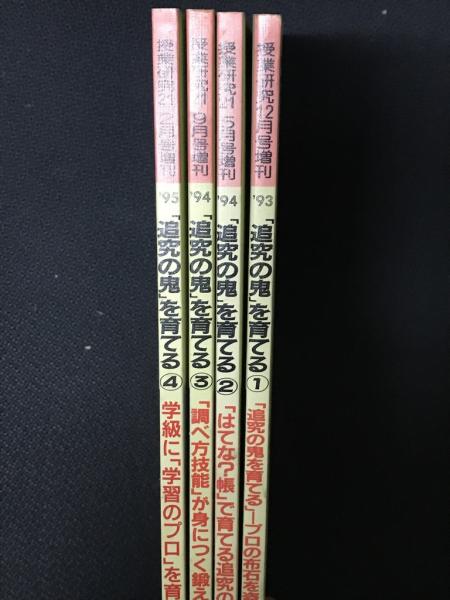 授業研究12月号増刊
'93
「追究の鬼」を育てる①
「追究の鬼を育てる」―プロの布石を
授業研究21 5月号増刊
'94
「追究の鬼」を育てる②
「はてな?帳」で育てる追究の
授業研究21 9月号増刊
'94
「追究の鬼」を育てる③
「調べ方技能」が身につく鍛え
授業研究21 2月号増刊
'95
「追究の鬼」を育てる④
学級に「学習のプロ」を育